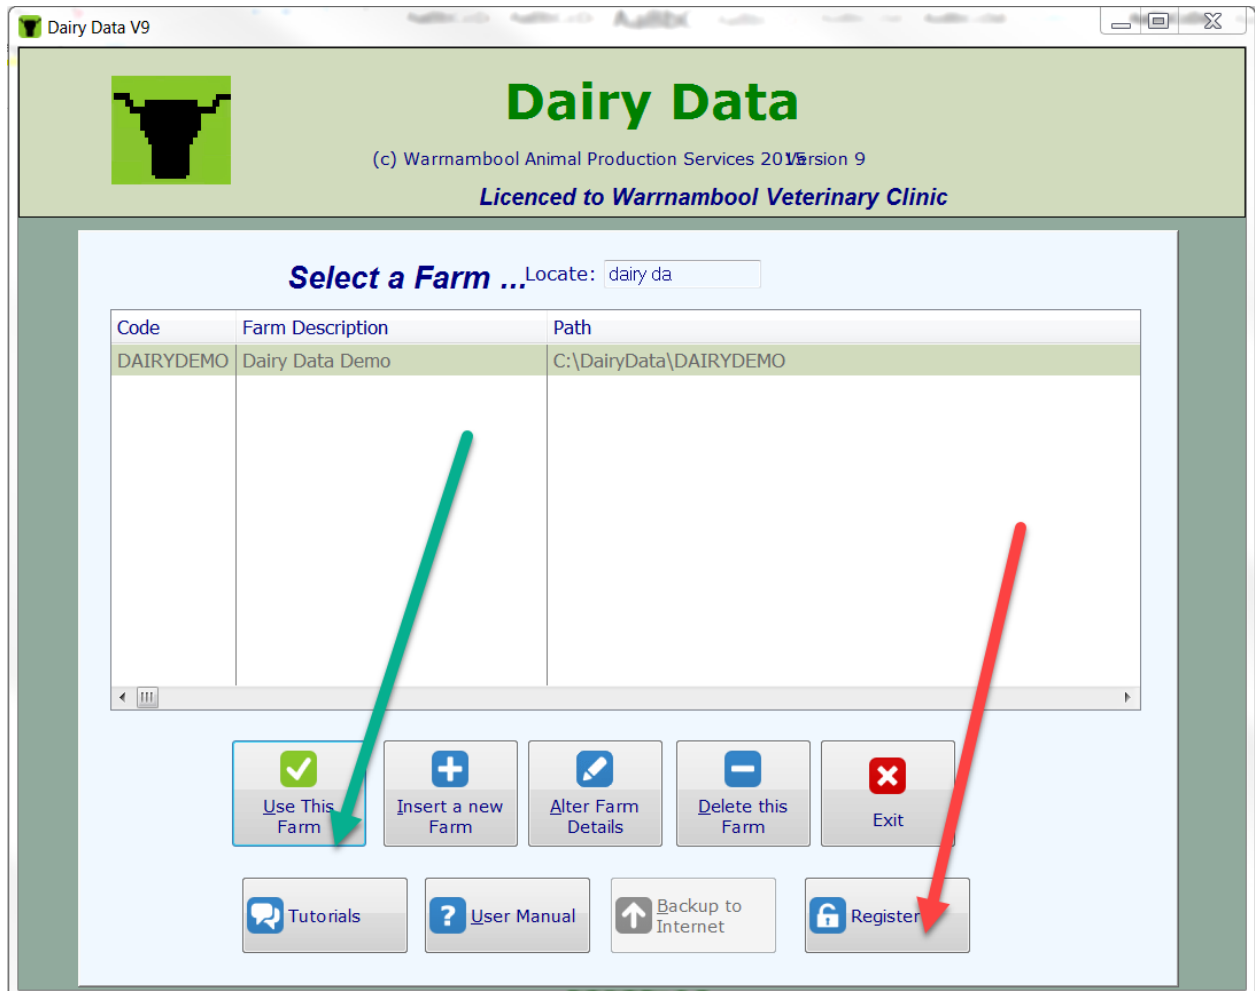 Dairy Data V9
Dairy Data
(c) Warrnambool Animal Production Services 2015 Version 9
Licenced to Warrnambool Veterinary Clinic
Select a Farm ... Locate: dairy da
Code Farm Description Path
DAIRYDEMO Dairy Data Demo C:\DairyData\DAIRYDEMO
Use This
Farm
Insert a new
Farm
Alter Farm
Details
Delete this
Farm
Exit
Tutorials
User Manual
Backup to
Internet
Register